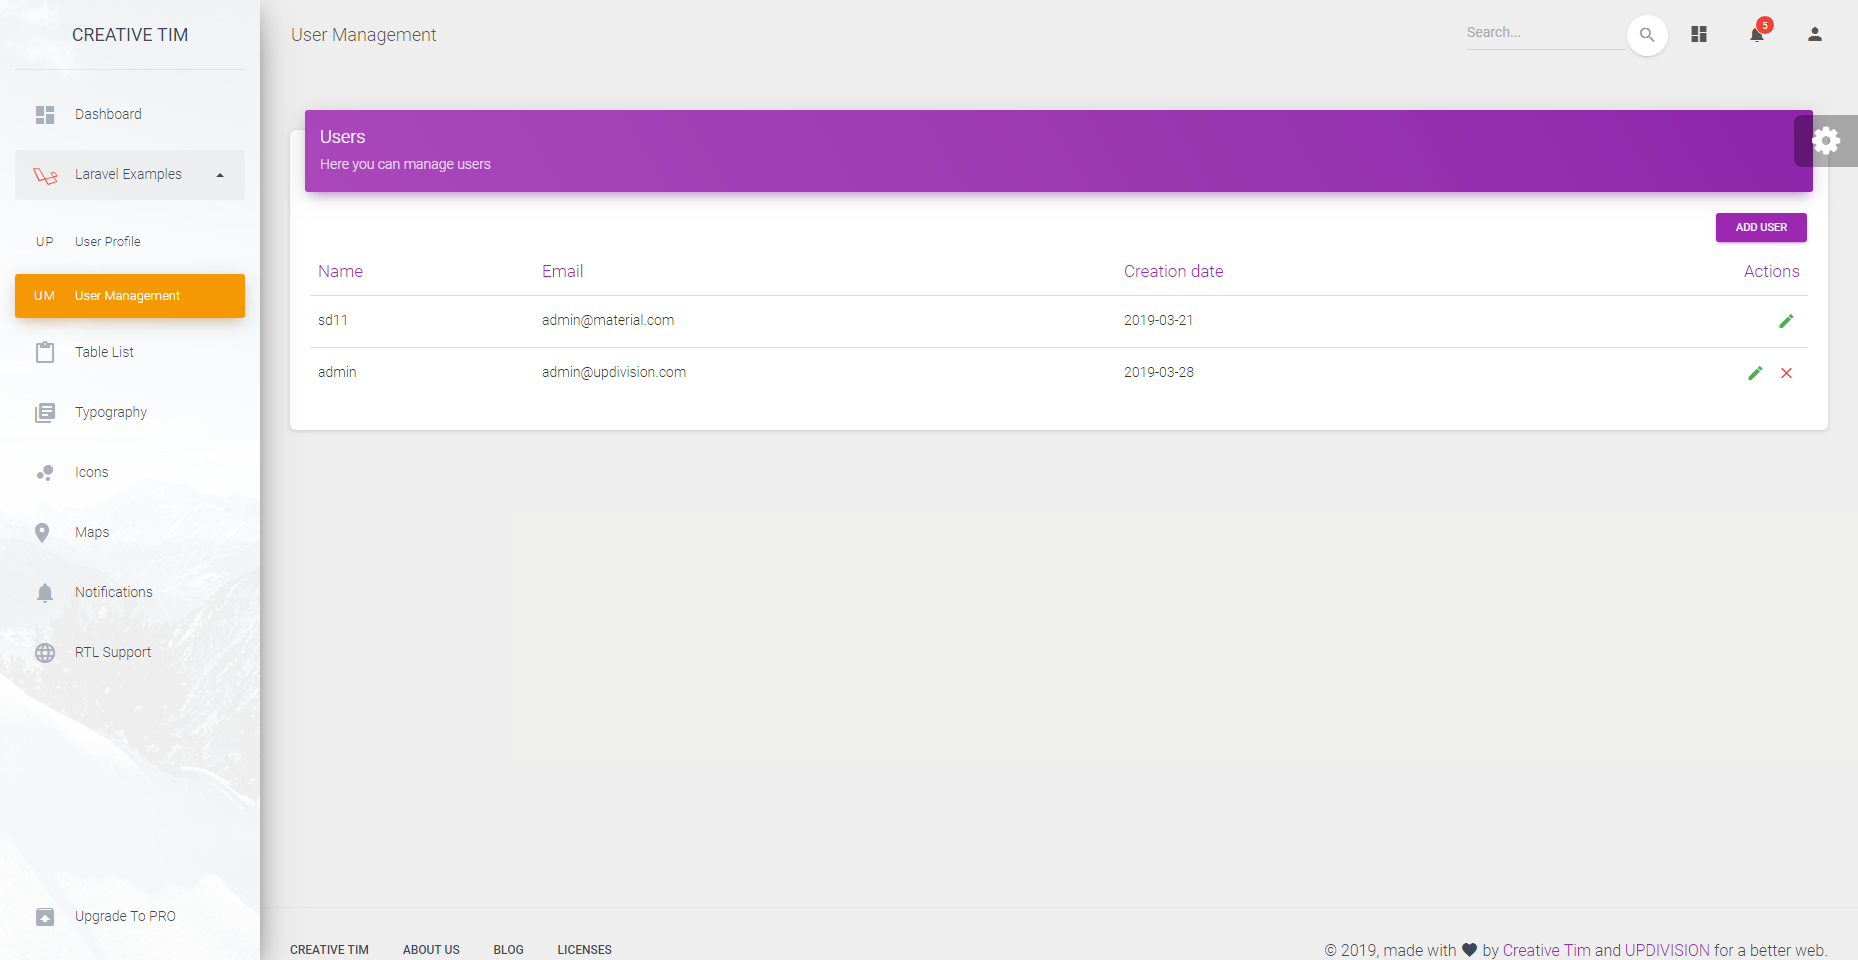 CREATIVE TIM
Dashboard
Laravel Examples
UP User Profile
UM User Management
Table List
Typography
Icons
Maps
Notifications
RTL Support
Upgrade To PRO
User Management
Search...
5
Users
Here you can manage users
ADD USER
Name Email Creation date Actions
sd11 admin@material.com 2019-03-21
admin admin@updivision.com 2019-03-28
CREATIVE TIM ABOUT US BLOG LICENSES
© 2019, made with ♥ by Creative Tim and UPDIVISION for a better web.